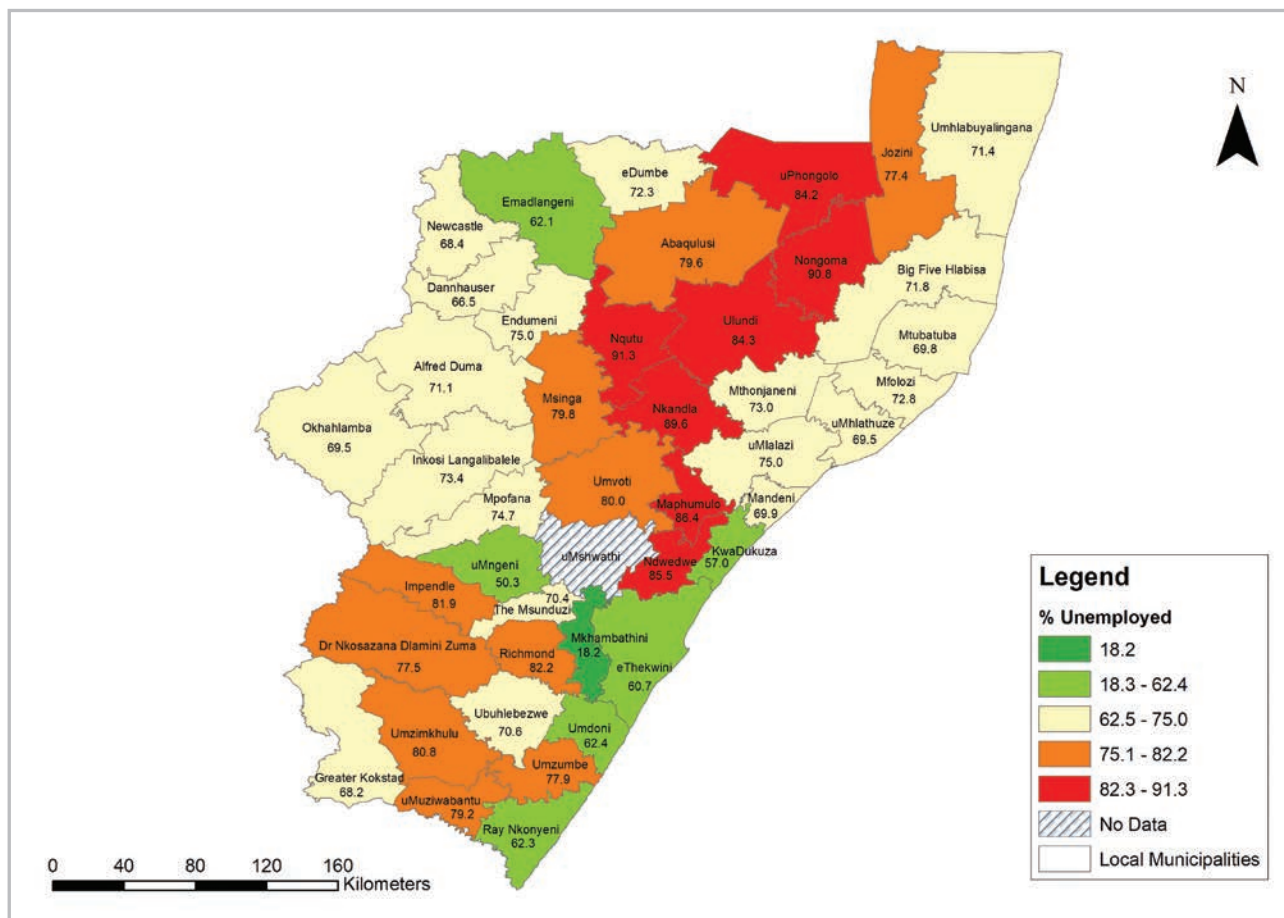 N
Umhlabuyalingana
71.4
Jozini
77.4
uPhongolo
84.2
eDumbe
72.3
Emadlangeni
62.1
Newcastle
68.4
Abaqulusi
79.6
Nongoma
90.8
Big Five Hlabisa
71.8
Dannhauser
66.5
Endumeni
75.0
Ulundi
84.3
Nqutu
91.3
Mtubatuba
69.8
Alfred Duma
71.1
Msinga
79.8
Nkandla
89.6
Mthonjaneni
73.0
Mfolozi
72.8
uMhlathuze
69.5
Okhahlamba
69.5
Inkosi Langalibalele
73.4
uMlalazi
75.0
Umvoti
80.0
Mpofana
74.7
Maphumulo
86.4
Mandeni
69.9
uMshwathi
KwaDukuza
57.0
Ndwedwe
85.5
uMngeni
50.3
Impendle
81.9
70.4
The Msunduzi
Mkhambathini
18.2
Dr Nkosazana Dlamini Zuma
77.5
Richmond
82.2
eThekwini
60.7
Ubuhlebezwe
70.6
Umdoni
62.4
Umzimkhulu
80.8
Umzumbe
77.9
Greater Kokstad
68.2
uMuziwabantu
79.2
Ray Nkonyeni
62.3
0 40 80 120 160
Kilometers
Legend
% Unemployed
18.2
18.3 - 62.4
62.5 - 75.0
75.1 - 82.2
82.3 - 91.3
No Data
Local Municipalities